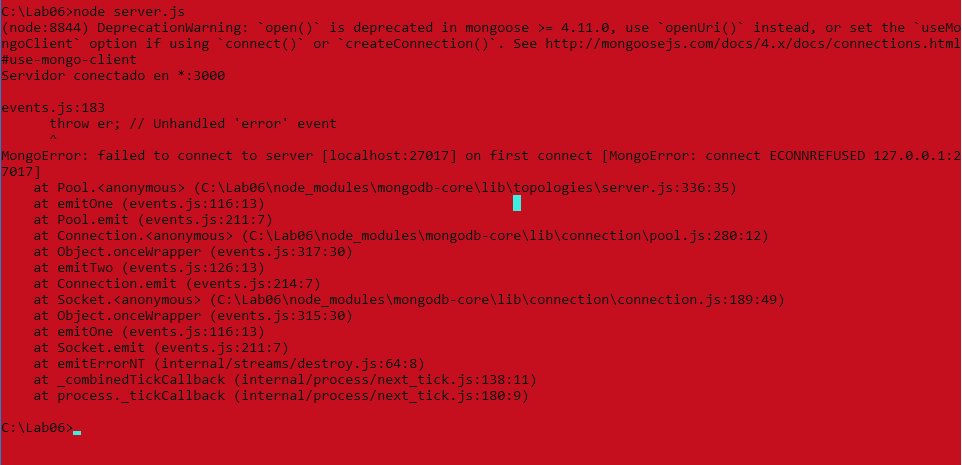 C:\Lab06>node server.js
(node:8844) DeprecationWarning: `open()` is deprecated in mongoose >= 4.11.0, use `openUri()` instead, or set the `useMo
ngoClient` option if using `connect()` or `createConnection()`. See http://mongoosejs.com/docs/4.x/docs/connections.html
#use-mongo-client
Servidor conectado en *:3000
events.js:183
throw er; // Unhandled 'error' event
^
MongoError: failed to connect to server [localhost:27017] on first connect [MongoError: connect ECONNREFUSED 127.0.0.1:2
7017]
at Pool.<anonymous> (C:\Lab06\node_modules\mongodb-core\lib\topologies\server.js:336:35)
at emitOne (events.js:116:13)
at Pool.emit (events.js:211:7)
at Connection.<anonymous> (C:\Lab06\node_modules\mongodb-core\lib\connection\pool.js:280:12)
at Object.onceWrapper (events.js:317:30)
at emitTwo (events.js:126:13)
at Connection.emit (events.js:214:7)
at Socket.<anonymous> (C:\Lab06\node_modules\mongodb-core\lib\connection\connection.js:189:49)
at Object.onceWrapper (events.js:315:30)
at emitOne (events.js:116:13)
at Socket.emit (events.js:211:7)
at emitErrorNT (internal/streams/destroy.js:64:8)
at _combinedTickCallback (internal/process/next_tick.js:138:11)
at process._tickCallback (internal/process/next_tick.js:180:9)
C:\Lab06>